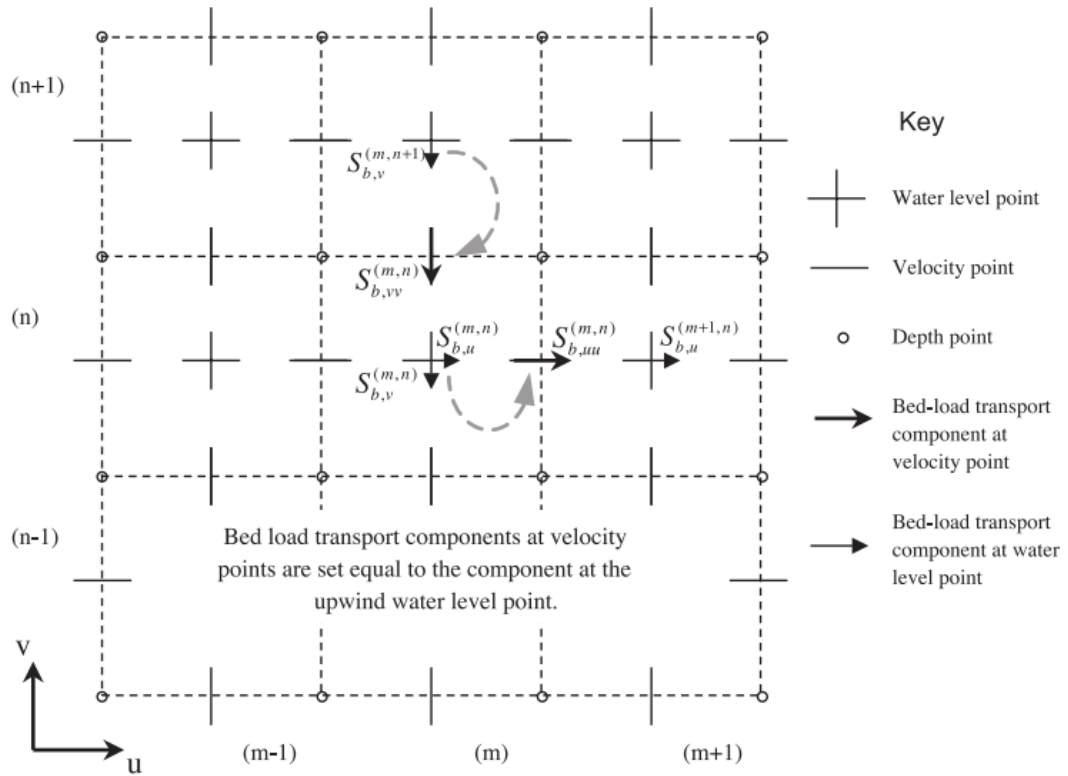 (n+1)
Key
S_{b,v}^{(m,n+1)}
Water level point
Velocity point
S_{b,vv}^{(m,n)}
(n)
S_{b,u}^{(m,n)} S_{b,uu}^{(m,n)} S_{b,u}^{(m+1,n)}
Depth point
S_{b,v}^{(m,n)}
Bed-load transport
component at
velocity point
Bed-load transport
component at water
level point
(n-1)
Bed load transport components at velocity
points are set equal to the component at the
upwind water level point.
v
u
(m-1) (m) (m+1)